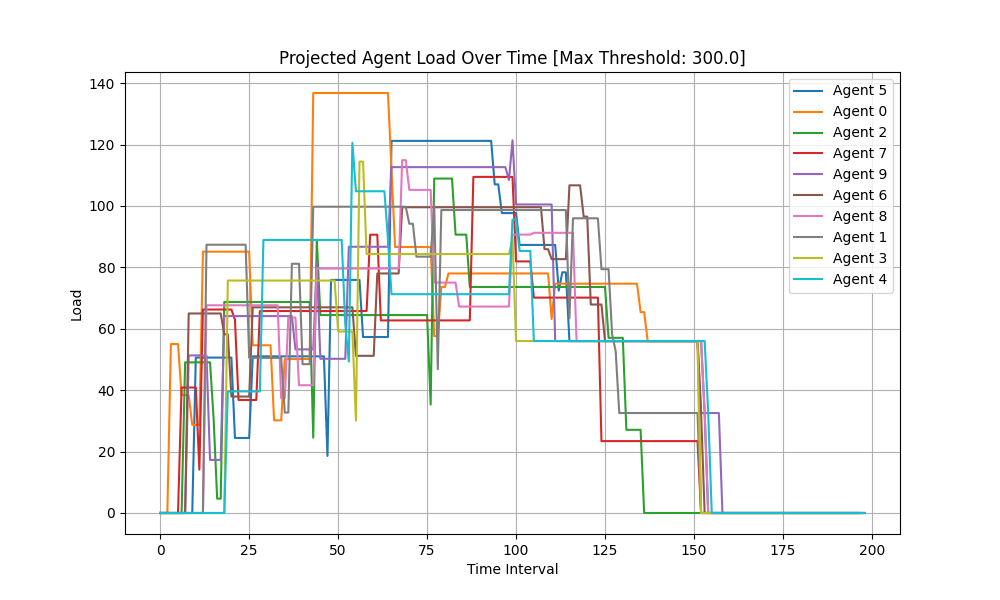 Projected Agent Load Over Time [Max Threshold: 300.0]
Load
140
120
100
80
60
40
20
0
0 25 50 75 100 125 150 175 200
Time Interval
Agent 5
Agent 0
Agent 2
Agent 7
Agent 9
Agent 6
Agent 8
Agent 1
Agent 3
Agent 4